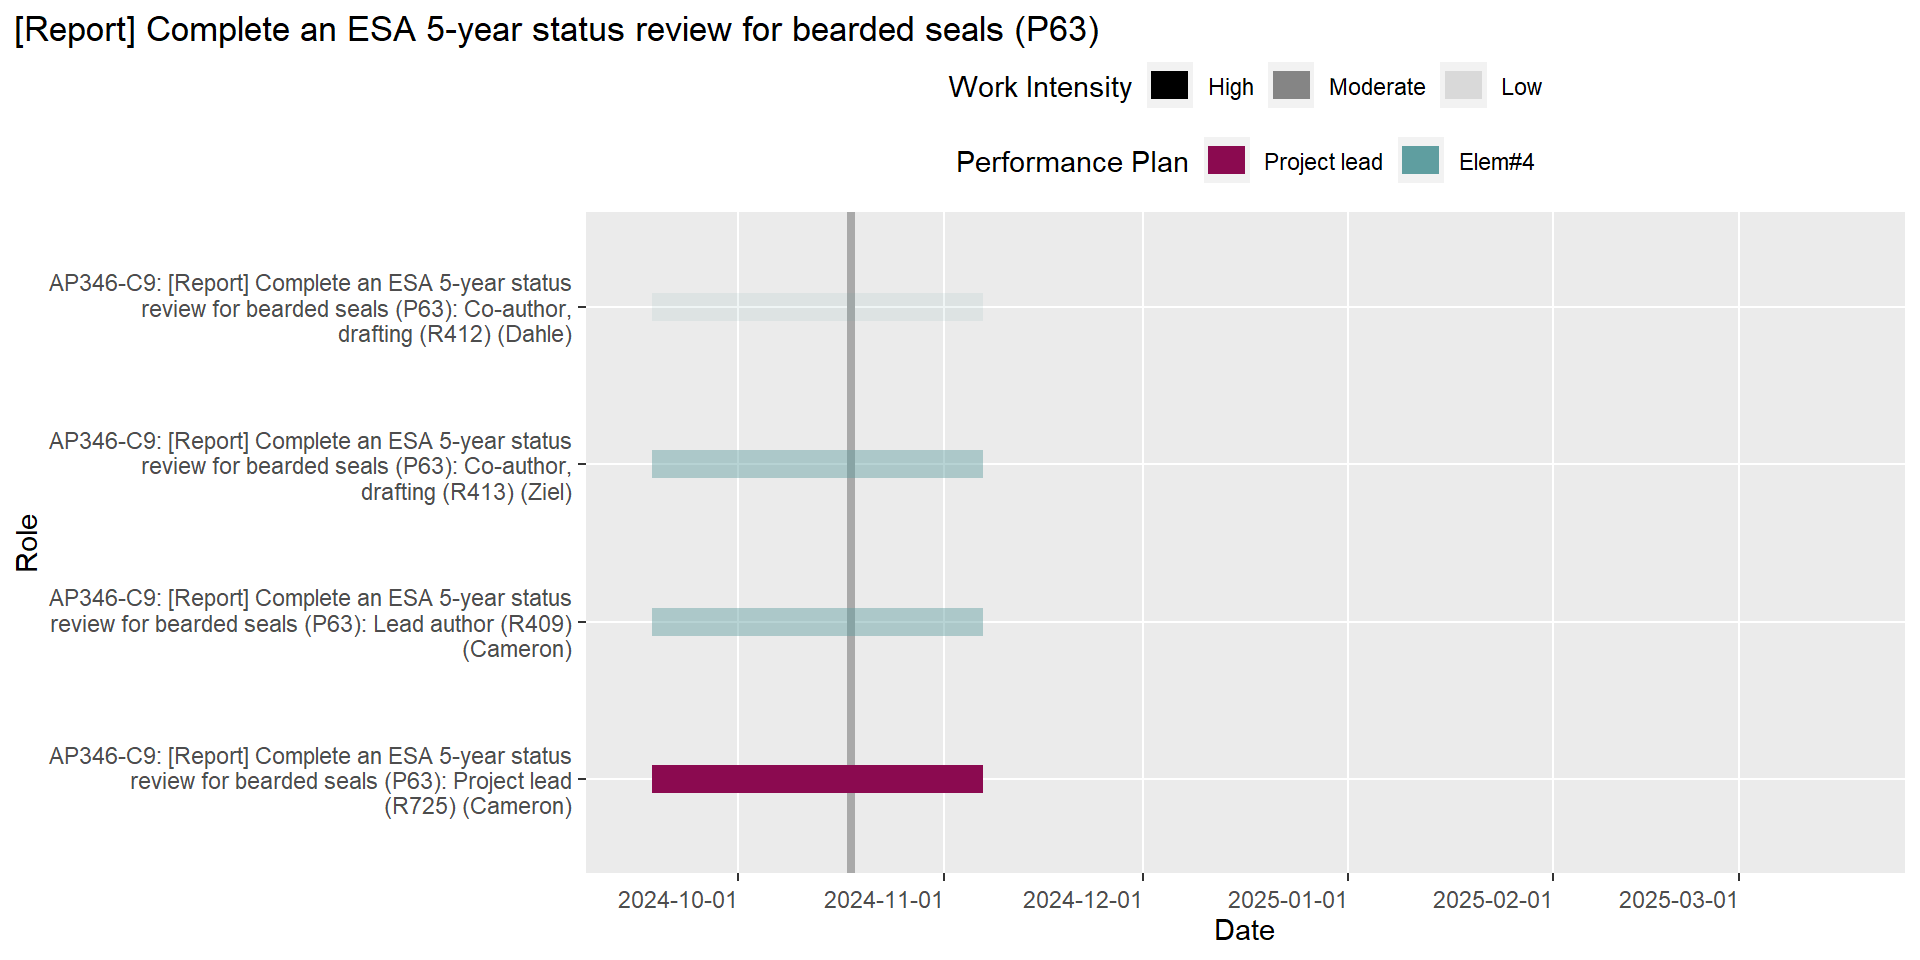 [Report] Complete an ESA 5-year status review for bearded seals (P63)
Work Intensity High Moderate Low
Performance Plan Project lead Elem#4
AP346-C9: [Report] Complete an ESA 5-year status
review for bearded seals (P63): Co-author,
drafting (R412) (Dahle)
AP346-C9: [Report] Complete an ESA 5-year status
review for bearded seals (P63): Co-author,
drafting (R413) (Ziel)
AP346-C9: [Report] Complete an ESA 5-year status
review for bearded seals (P63): Lead author (R409)
(Cameron)
AP346-C9: [Report] Complete an ESA 5-year status
review for bearded seals (P63): Project lead
(R725) (Cameron)
Role
2024-10-01 2024-11-01 2024-12-01 2025-01-01 2025-02-01 2025-03-01
Date